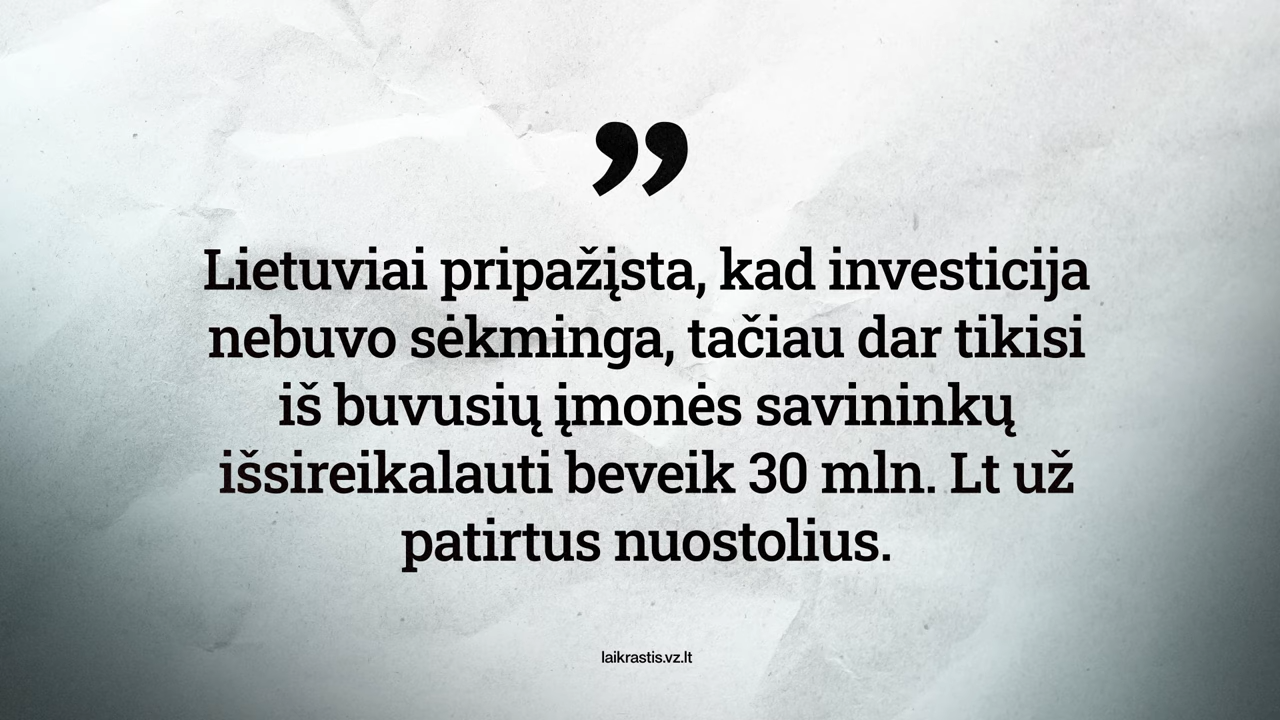 ”
Lietuviai pripažįsta, kad investicija
nebuvo sėkminga, tačiau dar tikisi
iš buvusių įmonės savininkų
išsireikalauti beveik 30 mln. Lt už
patirtus nuostolius.
laikrastis.vz.lt